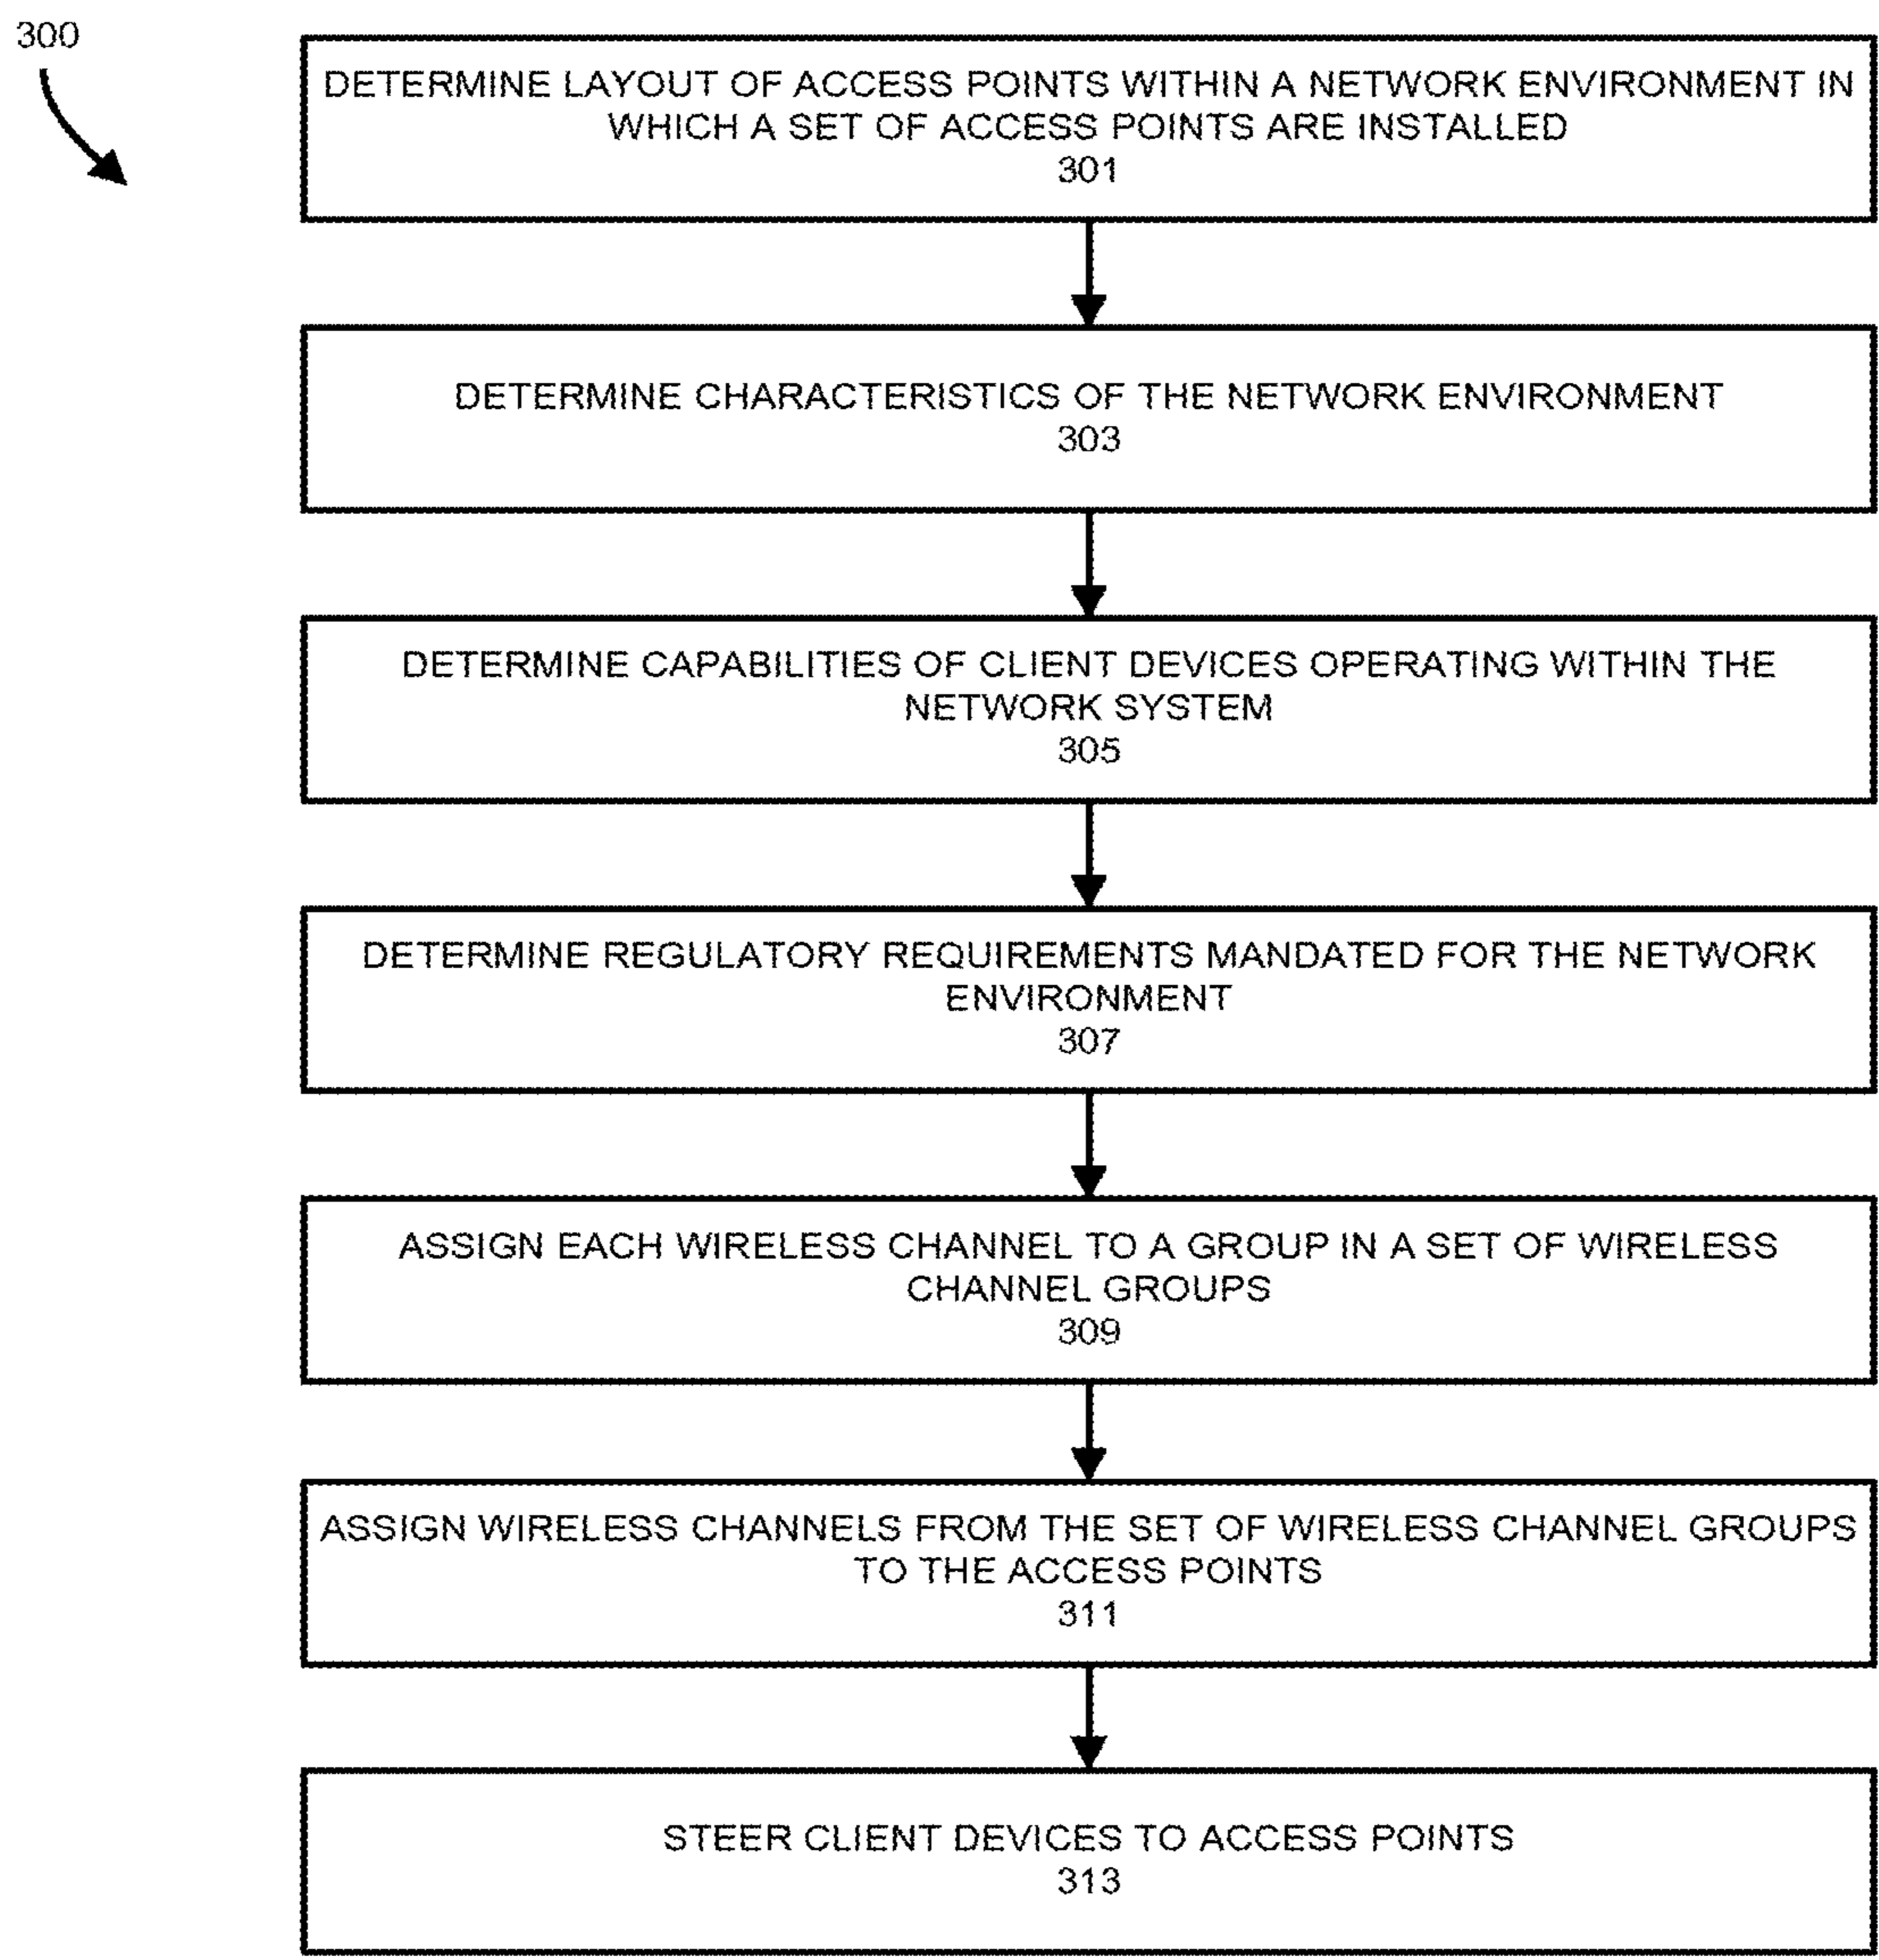 300
DETERMINE LAYOUT OF ACCESS POINTS WITHIN A NETWORK ENVIRONMENT IN
WHICH A SET OF ACCESS POINTS ARE INSTALLED
301
DETERMINE CHARACTERISTICS OF THE NETWORK ENVIRONMENT
303
DETERMINE CAPABILITIES OF CLIENT DEVICES OPERATING WITHIN THE
NETWORK SYSTEM
305
DETERMINE REGULATORY REQUIREMENTS MANDATED FOR THE NETWORK
ENVIRONMENT
307
ASSIGN EACH WIRELESS CHANNEL TO A GROUP IN A SET OF WIRELESS
CHANNEL GROUPS
309
ASSIGN WIRELESS CHANNELS FROM THE SET OF WIRELESS CHANNEL GROUPS
TO THE ACCESS POINTS
311
STEER CLIENT DEVICES TO ACCESS POINTS
313